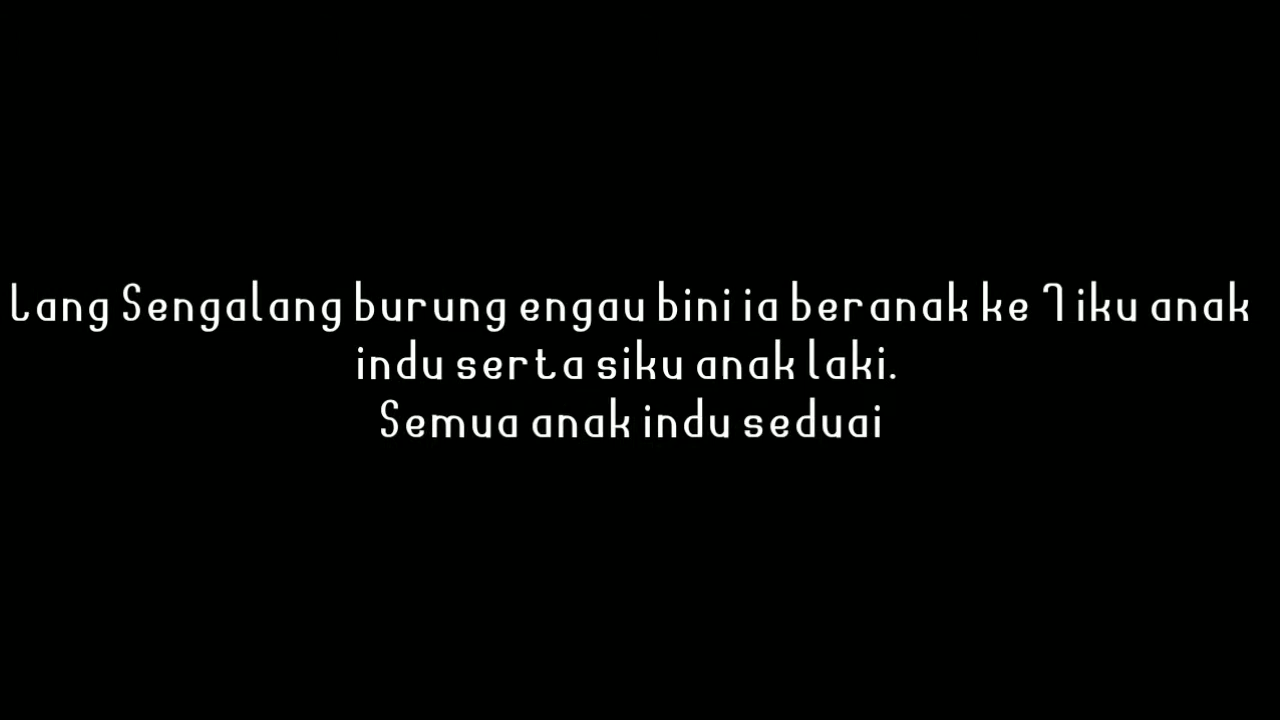 Lang Sengalang burung engau bini ia beranak ke 7 iku anak
indu serta siku anak laki.
Semua anak indu seduai